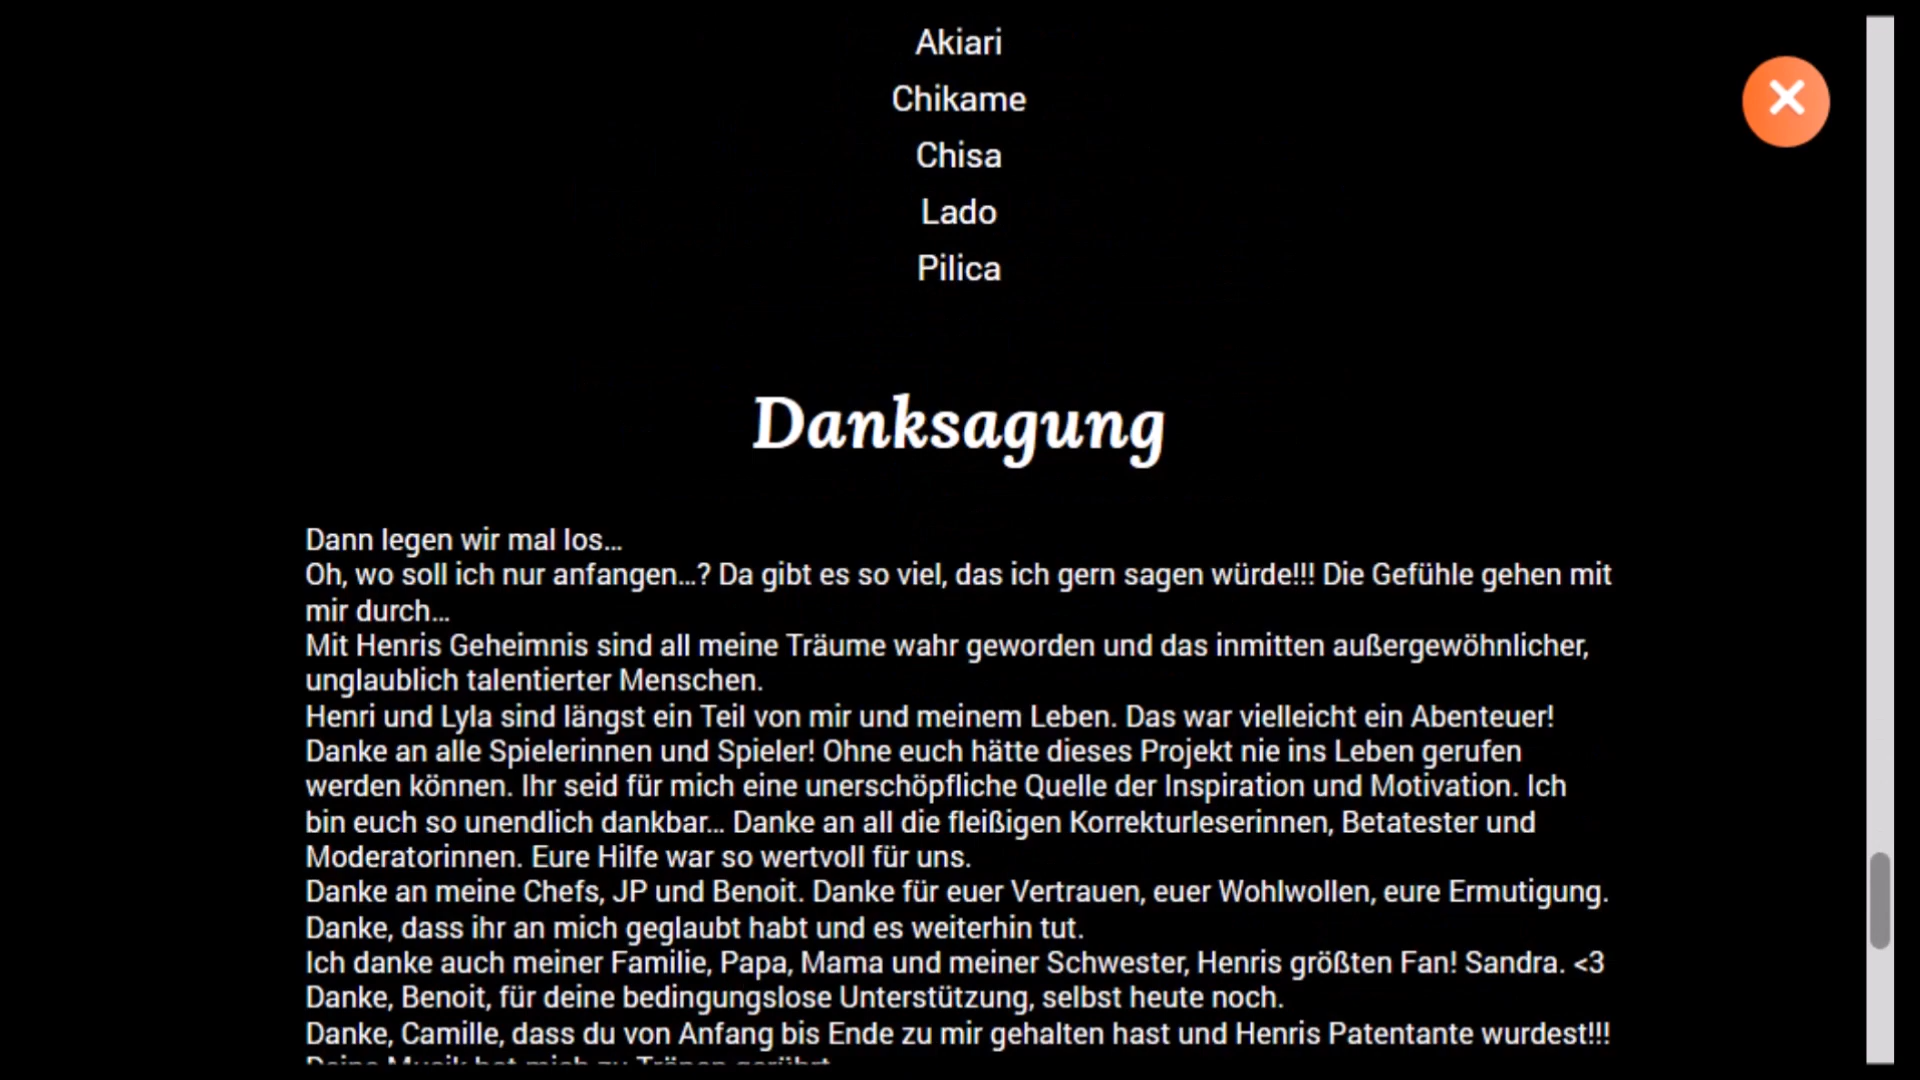 Akiari
Chikame
Chisa
Lado
Pilica
Danksagung
Dann legen wir mal los...
Oh, wo soll ich nur anfangen...? Da gibt es so viel, das ich gern sagen würde!!! Die Gefühle gehen mit
mir durch...
Mit Henris Geheimnis sind all meine Träume wahr geworden und das inmitten außergewöhnlicher,
unglaublich talentierter Menschen.
Henri und Lyla sind längst ein Teil von mir und meinem Leben. Das war vielleicht ein Abenteuer!
Danke an alle Spielerinnen und Spieler! Ohne euch hätte dieses Projekt nie ins Leben gerufen
werden können. Ihr seid für mich eine unerschöpfliche Quelle der Inspiration und Motivation. Ich
bin euch so unendlich dankbar... Danke an all die fleißigen Korrekturleserinnen, Betatester und
Moderatorinnen. Eure Hilfe war so wertvoll für uns.
Danke an meine Chefs, JP und Benoit. Danke für euer Vertrauen, euer Wohlwollen, eure Ermutigung.
Danke, dass ihr an mich geglaubt habt und es weiterhin tut.
Ich danke auch meiner Familie, Papa, Mama und meiner Schwester, Henris größten Fan! Sandra. <3
Danke, Benoit, für deine bedingungslose Unterstützung, selbst heute noch.
Danke, Camille, dass du von Anfang bis Ende zu mir gehalten hast und Henris Patentante wurdest!!!
Deine Musik hat mich zu Tränen gerührt